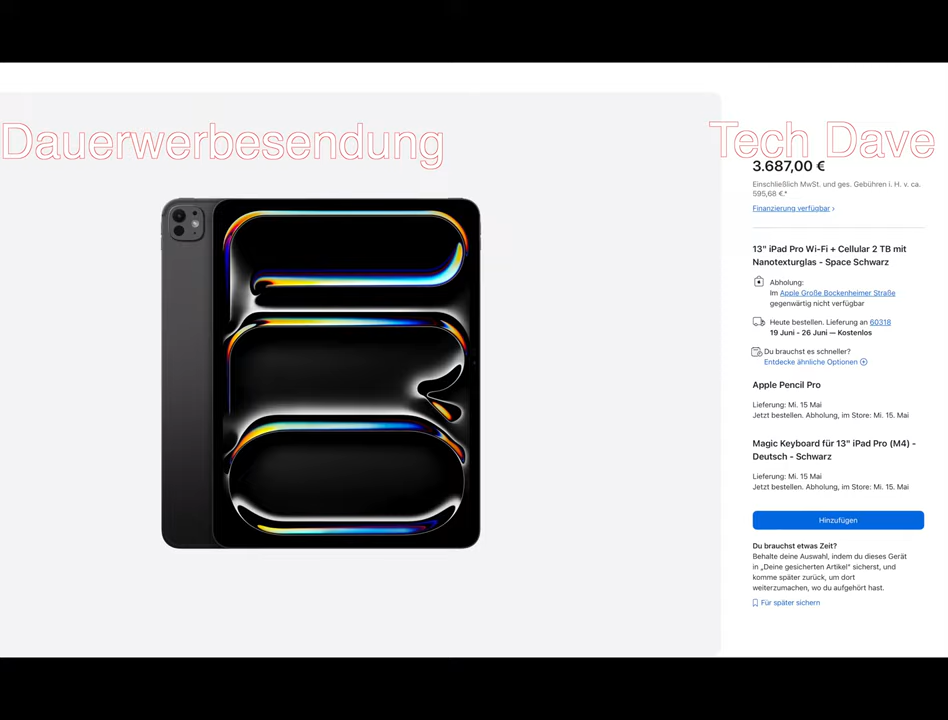 Dauerwerbesendung
Tech Dave
3.687,00 €
Einschließlich MwSt. und ges. Gebühren i. H. v. ca.
595,68 €.*
Finanzierung verfügbar >
13" iPad Pro Wi-Fi + Cellular 2 TB mit
Nanotexturglas - Space Schwarz
Abholung:
Im Apple Große Bockenheimer Straße
gegenwärtig nicht verfügbar
Heute bestellen. Lieferung an 60318
19 Juni - 26 Juni — Kostenlos
Du brauchst es schneller?
Entdecke ähnliche Optionen
Apple Pencil Pro
Lieferung: Mi. 15 Mai
Jetzt bestellen. Abholung, im Store: Mi. 15. Mai
Magic Keyboard für 13" iPad Pro (M4) -
Deutsch - Schwarz
Lieferung: Mi. 15 Mai
Jetzt bestellen. Abholung, im Store: Mi. 15. Mai
Hinzufügen
Du brauchst etwas Zeit?
Behalte deine Auswahl, indem du dieses Gerät
in „Deine gesicherten Artikel“ sicherst, und
komme später zurück, um dort
weiterzumachen, wo du aufgehört hast.
Für später sichern